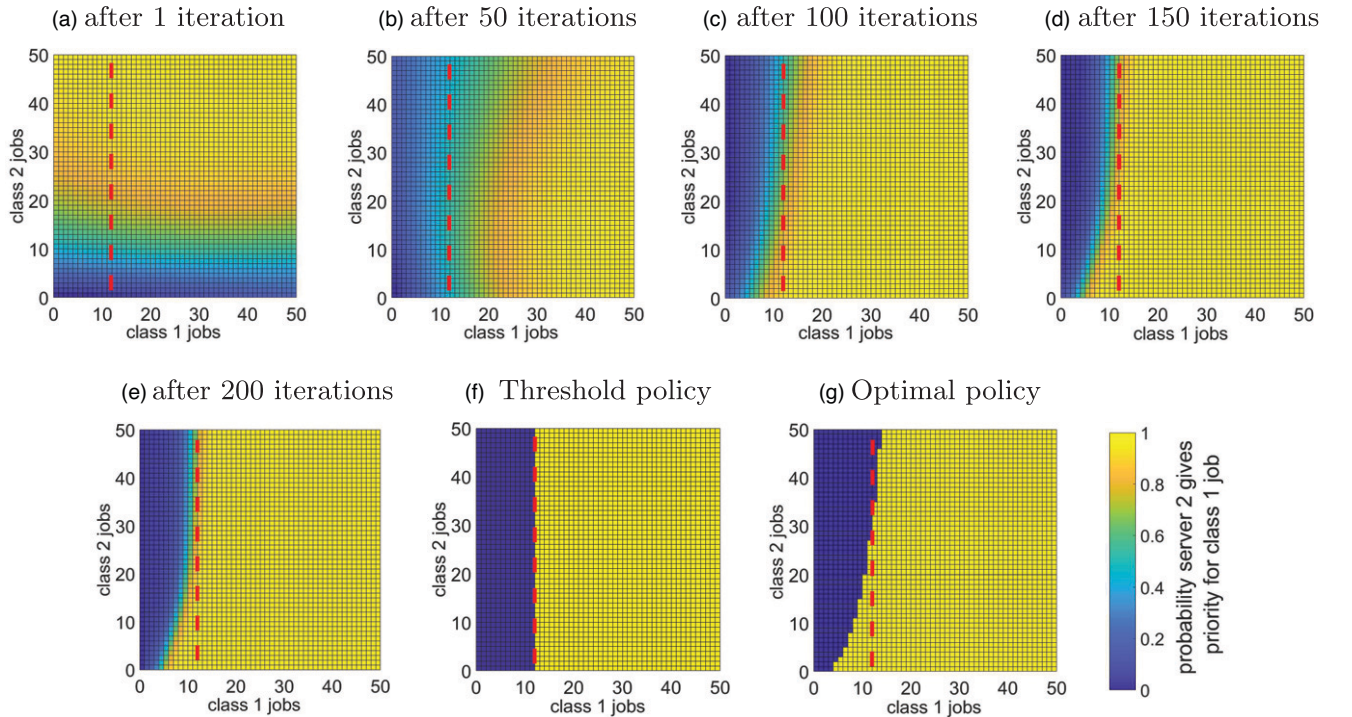 (a) after 1 iteration
(b) after 50 iterations
(c) after 100 iterations
(d) after 150 iterations
50
40
30
20
10
0
class 2 jobs
0 10 20 30 40 50
class 1 jobs
50
40
30
20
10
0
class 2 jobs
0 10 20 30 40 50
class 1 jobs
50
40
30
20
10
0
class 2 jobs
0 10 20 30 40 50
class 1 jobs
50
40
30
20
10
0
class 2 jobs
0 10 20 30 40 50
class 1 jobs
(e) after 200 iterations
(f) Threshold policy
(g) Optimal policy
50
40
30
20
10
0
class 2 jobs
0 10 20 30 40 50
class 1 jobs
50
40
30
20
10
0
class 2 jobs
0 10 20 30 40 50
class 1 jobs
50
40
30
20
10
0
class 2 jobs
0 10 20 30 40 50
class 1 jobs
1
0.8
0.6
0.4
0.2
0
probability server 2 gives
priority for class 1 job